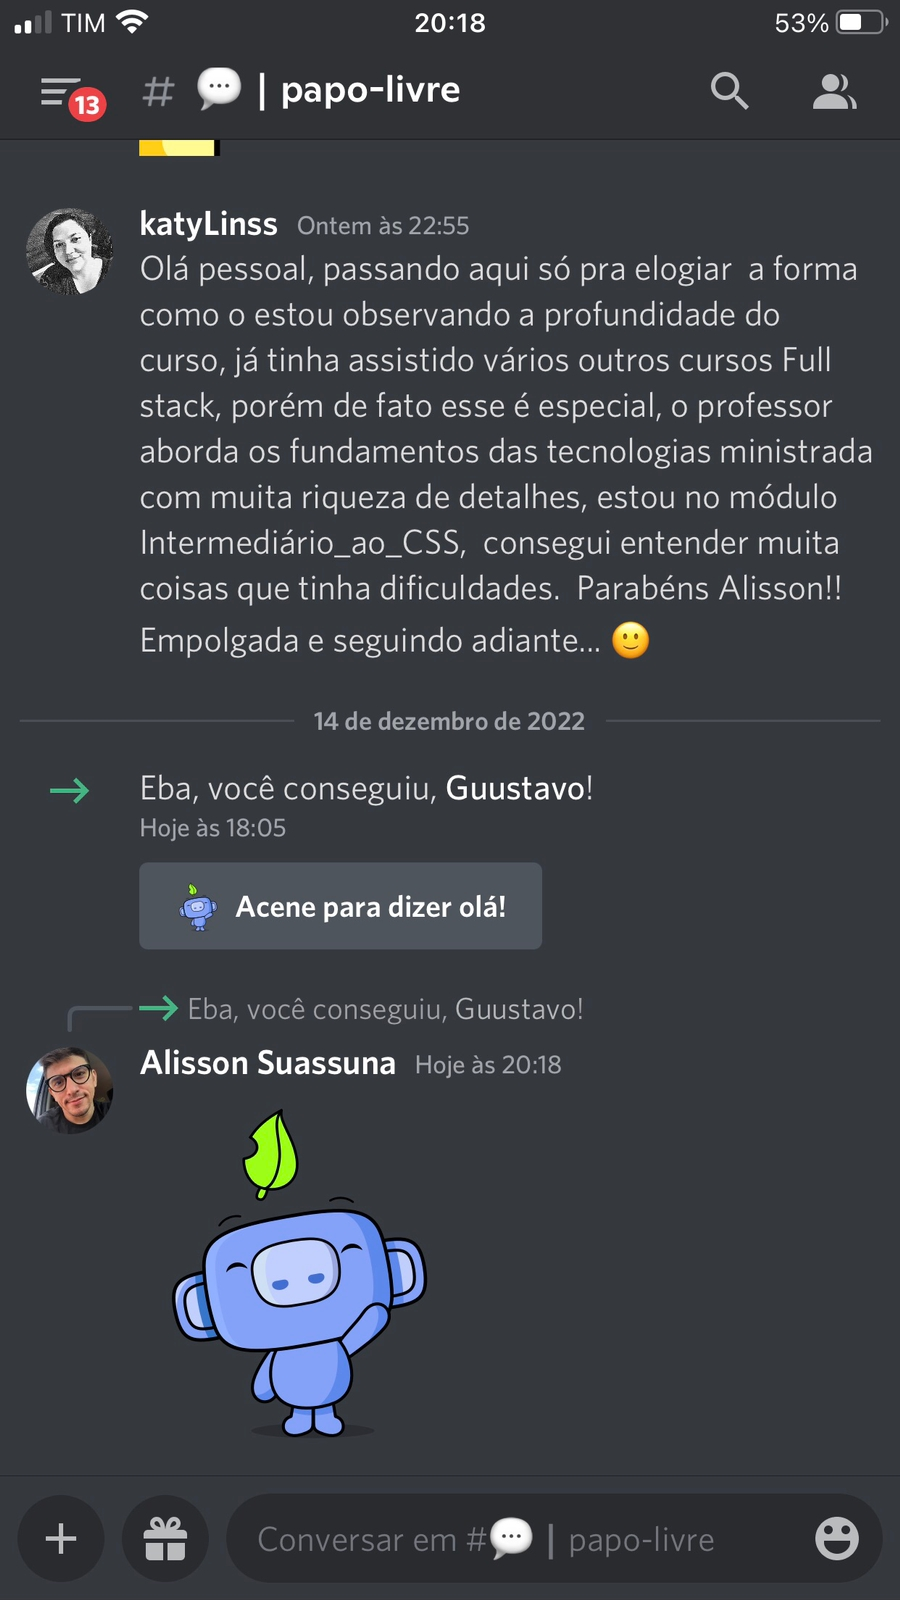 TIM 20:18 53%
13 # 💬 | papo-livre
katyLinss Ontem às 22:55
Olá pessoal, passando aqui só pra elogiar  a forma
como o estou observando a profundidade do
curso, já tinha assistido vários outros cursos Full
stack, porém de fato esse é especial, o professor
aborda os fundamentos das tecnologias ministrada
com muita riqueza de detalhes, estou no módulo
Intermediário_ao_CSS,  consegui entender muita
coisas que tinha dificuldades.  Parabéns Alisson!!
Empolgada e seguindo adiante... 🙂
14 de dezembro de 2022
Eba, você conseguiu, Guustavo!
Hoje às 18:05
Acene para dizer olá!
Eba, você conseguiu, Guustavo!
Alisson Suassuna Hoje às 20:18
Conversar em #💬 | papo-livre